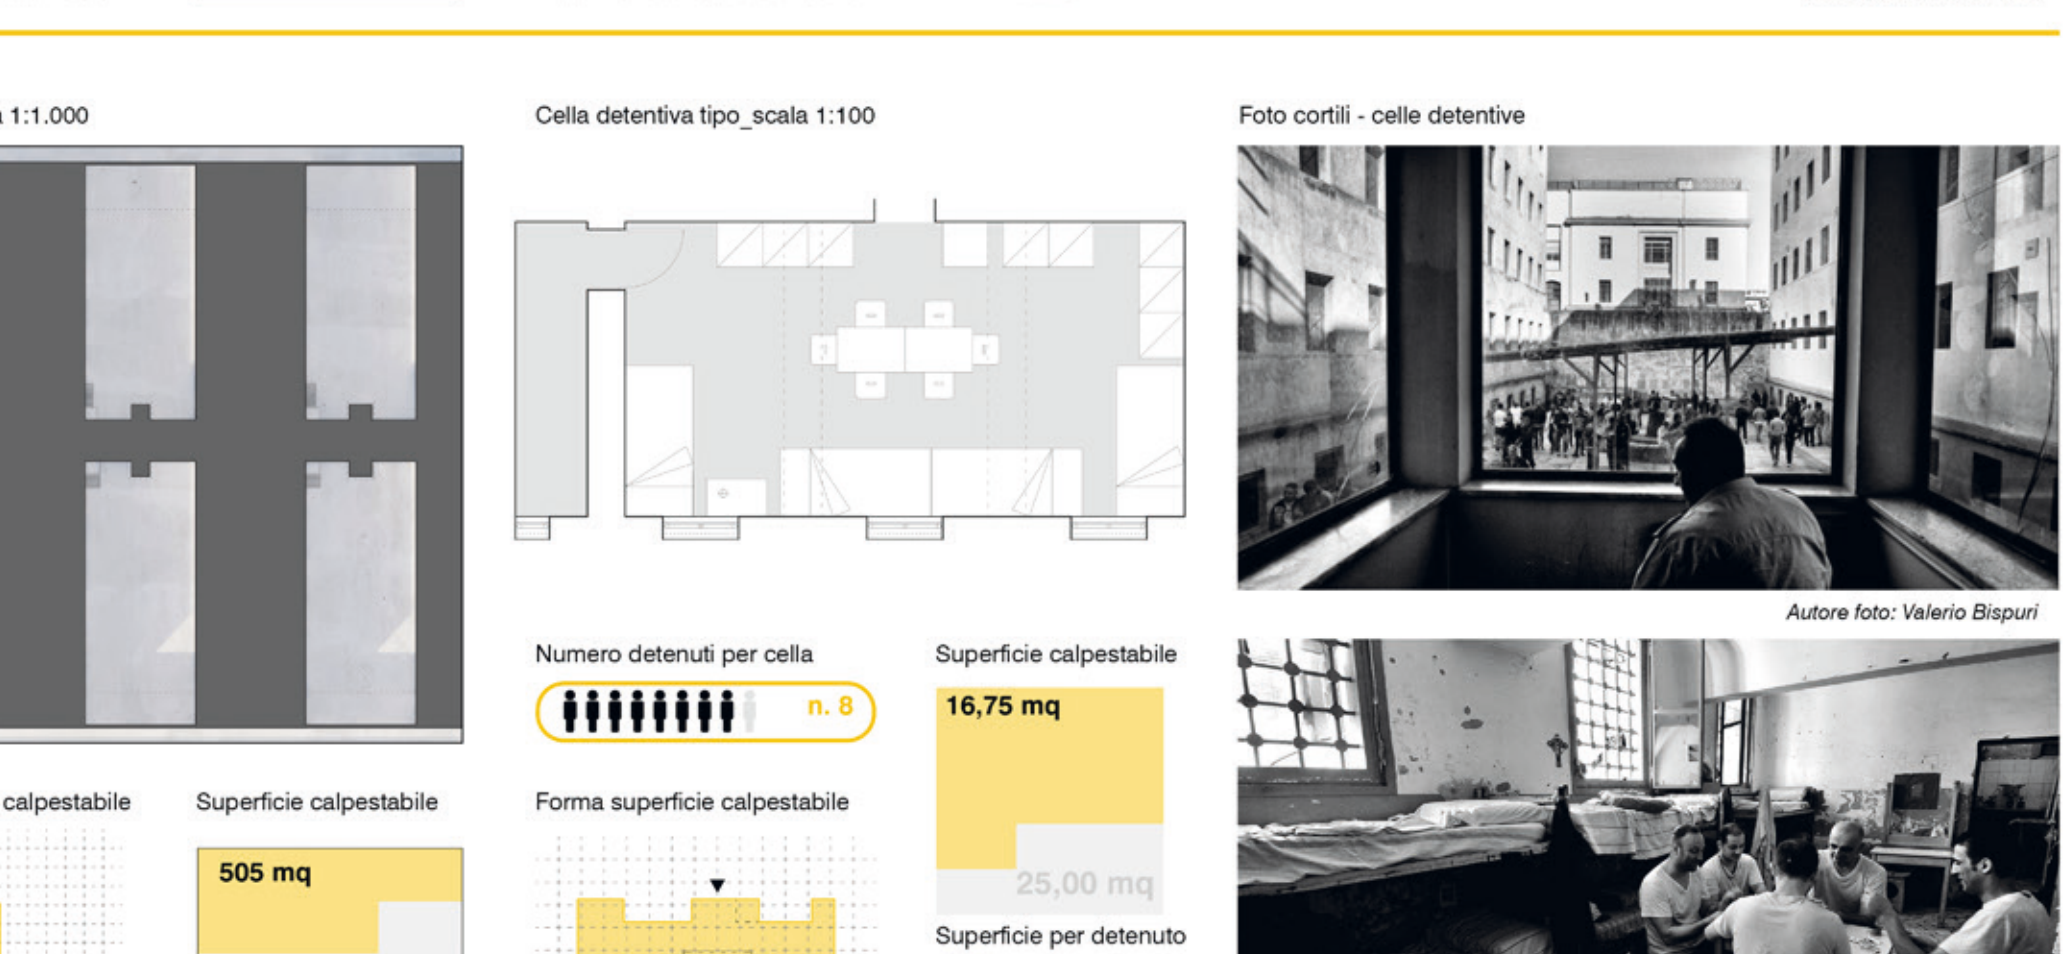 1:1.000
Cella detentiva tipo_scala 1:100
Foto cortili - celle detentive
Autore foto: Valerio Bispuri
Numero detenuti per cella
n. 8
Superficie calpestabile
16,75 mq
25,00 mq
Superficie per detenuto
calpestabile
Superficie calpestabile
505 mq
Forma superficie calpestabile